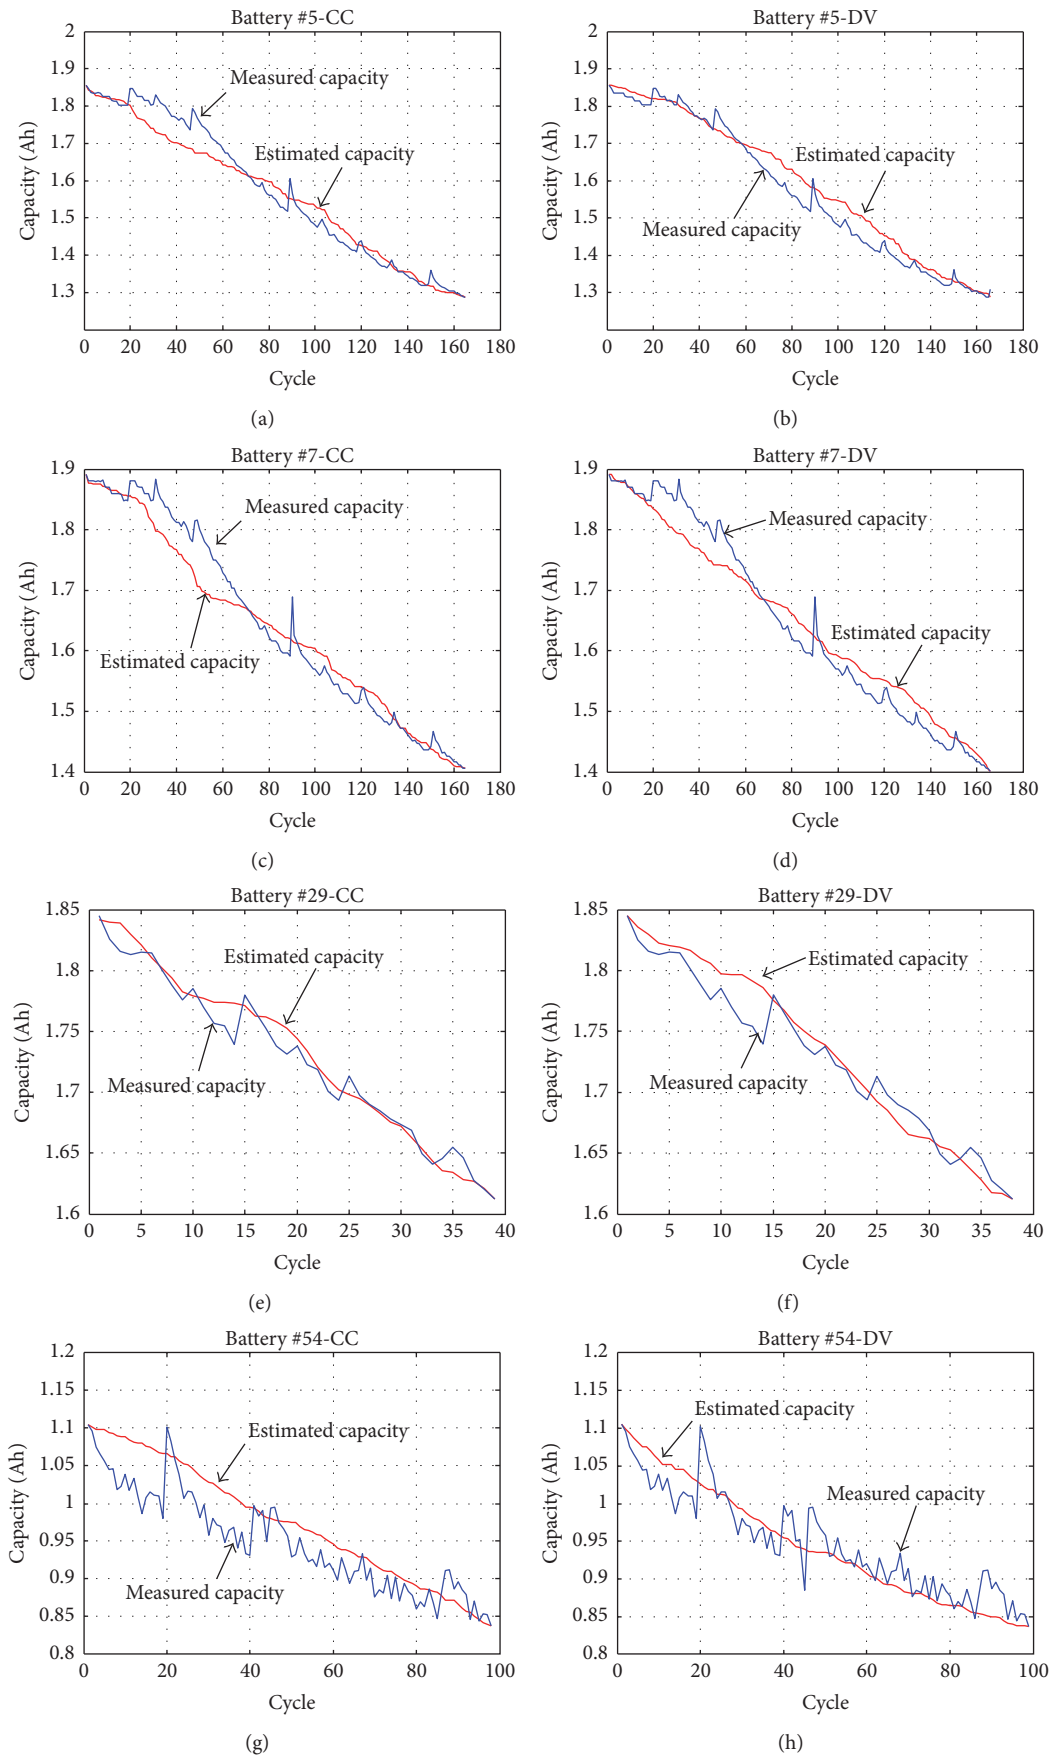 Battery #5-CC
2
1.9
1.8
1.7
1.6
1.5
1.4
1.3
Capacity (Ah)
Measured capacity
Estimated capacity
0 20 40 60 80 100 120 140 160 180
Cycle
(a)
Battery #5-DV
2
1.9
1.8
1.7
1.6
1.5
1.4
1.3
Capacity (Ah)
Estimated capacity
Measured capacity
0 20 40 60 80 100 120 140 160 180
Cycle
(b)
Battery #7-CC
1.9
1.8
1.7
1.6
1.5
1.4
Capacity (Ah)
Measured capacity
Estimated capacity
0 20 40 60 80 100 120 140 160 180
Cycle
(c)
Battery #7-DV
1.9
1.8
1.7
1.6
1.5
1.4
Capacity (Ah)
Measured capacity
Estimated capacity
0 20 40 60 80 100 120 140 160 180
Cycle
(d)
Battery #29-CC
1.85
1.8
1.75
1.7
1.65
1.6
Capacity (Ah)
Estimated capacity
Measured capacity
0 5 10 15 20 25 30 35 40
Cycle
(e)
Battery #29-DV
1.85
1.8
1.75
1.7
1.65
1.6
Capacity (Ah)
Estimated capacity
Measured capacity
0 5 10 15 20 25 30 35 40
Cycle
(f)
Battery #54-CC
1.2
1.15
1.1
1.05
1
0.95
0.9
0.85
0.8
Capacity (Ah)
Estimated capacity
Measured capacity
0 20 40 60 80 100
Cycle
(g)
Battery #54-DV
1.2
1.15
1.1
1.05
1
0.95
0.9
0.85
0.8
Capacity (Ah)
Estimated capacity
Measured capacity
0 20 40 60 80 100
Cycle
(h)